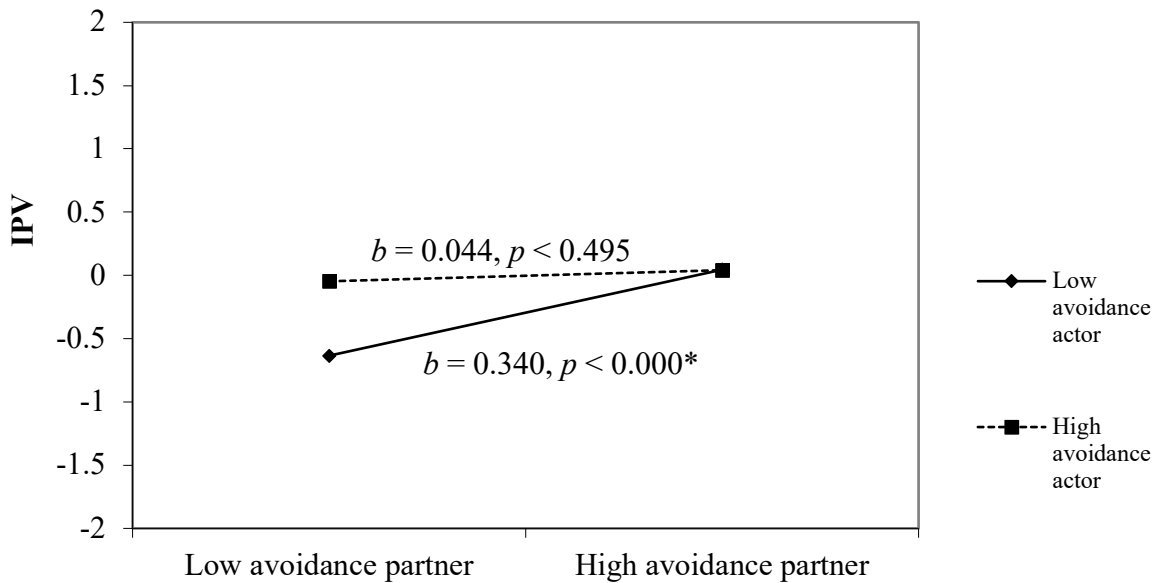 2
1.5
1
0.5
0
-0.5
-1
-1.5
-2
IPV
b = 0.044, p < 0.495
b = 0.340, p < 0.000*
Low avoidance partner
High avoidance partner
Low
avoidance
actor
High
avoidance
actor